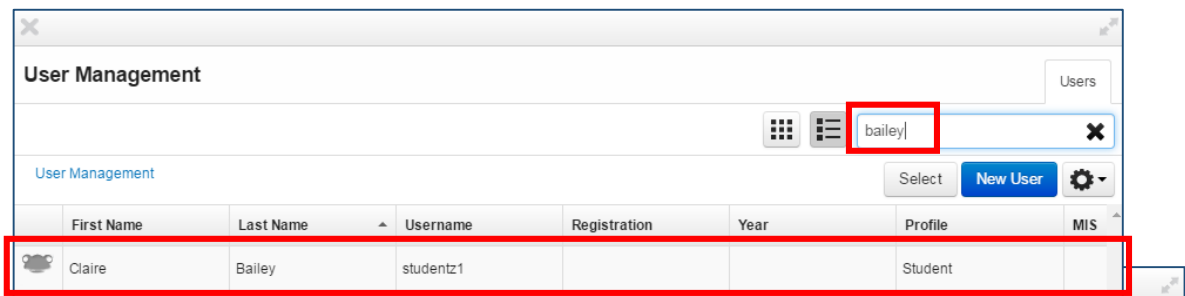 User Management
Users
bailey
User Management
Select New User
First Name Last Name Username Registration Year Profile MIS
Claire Bailey studentz1 Student